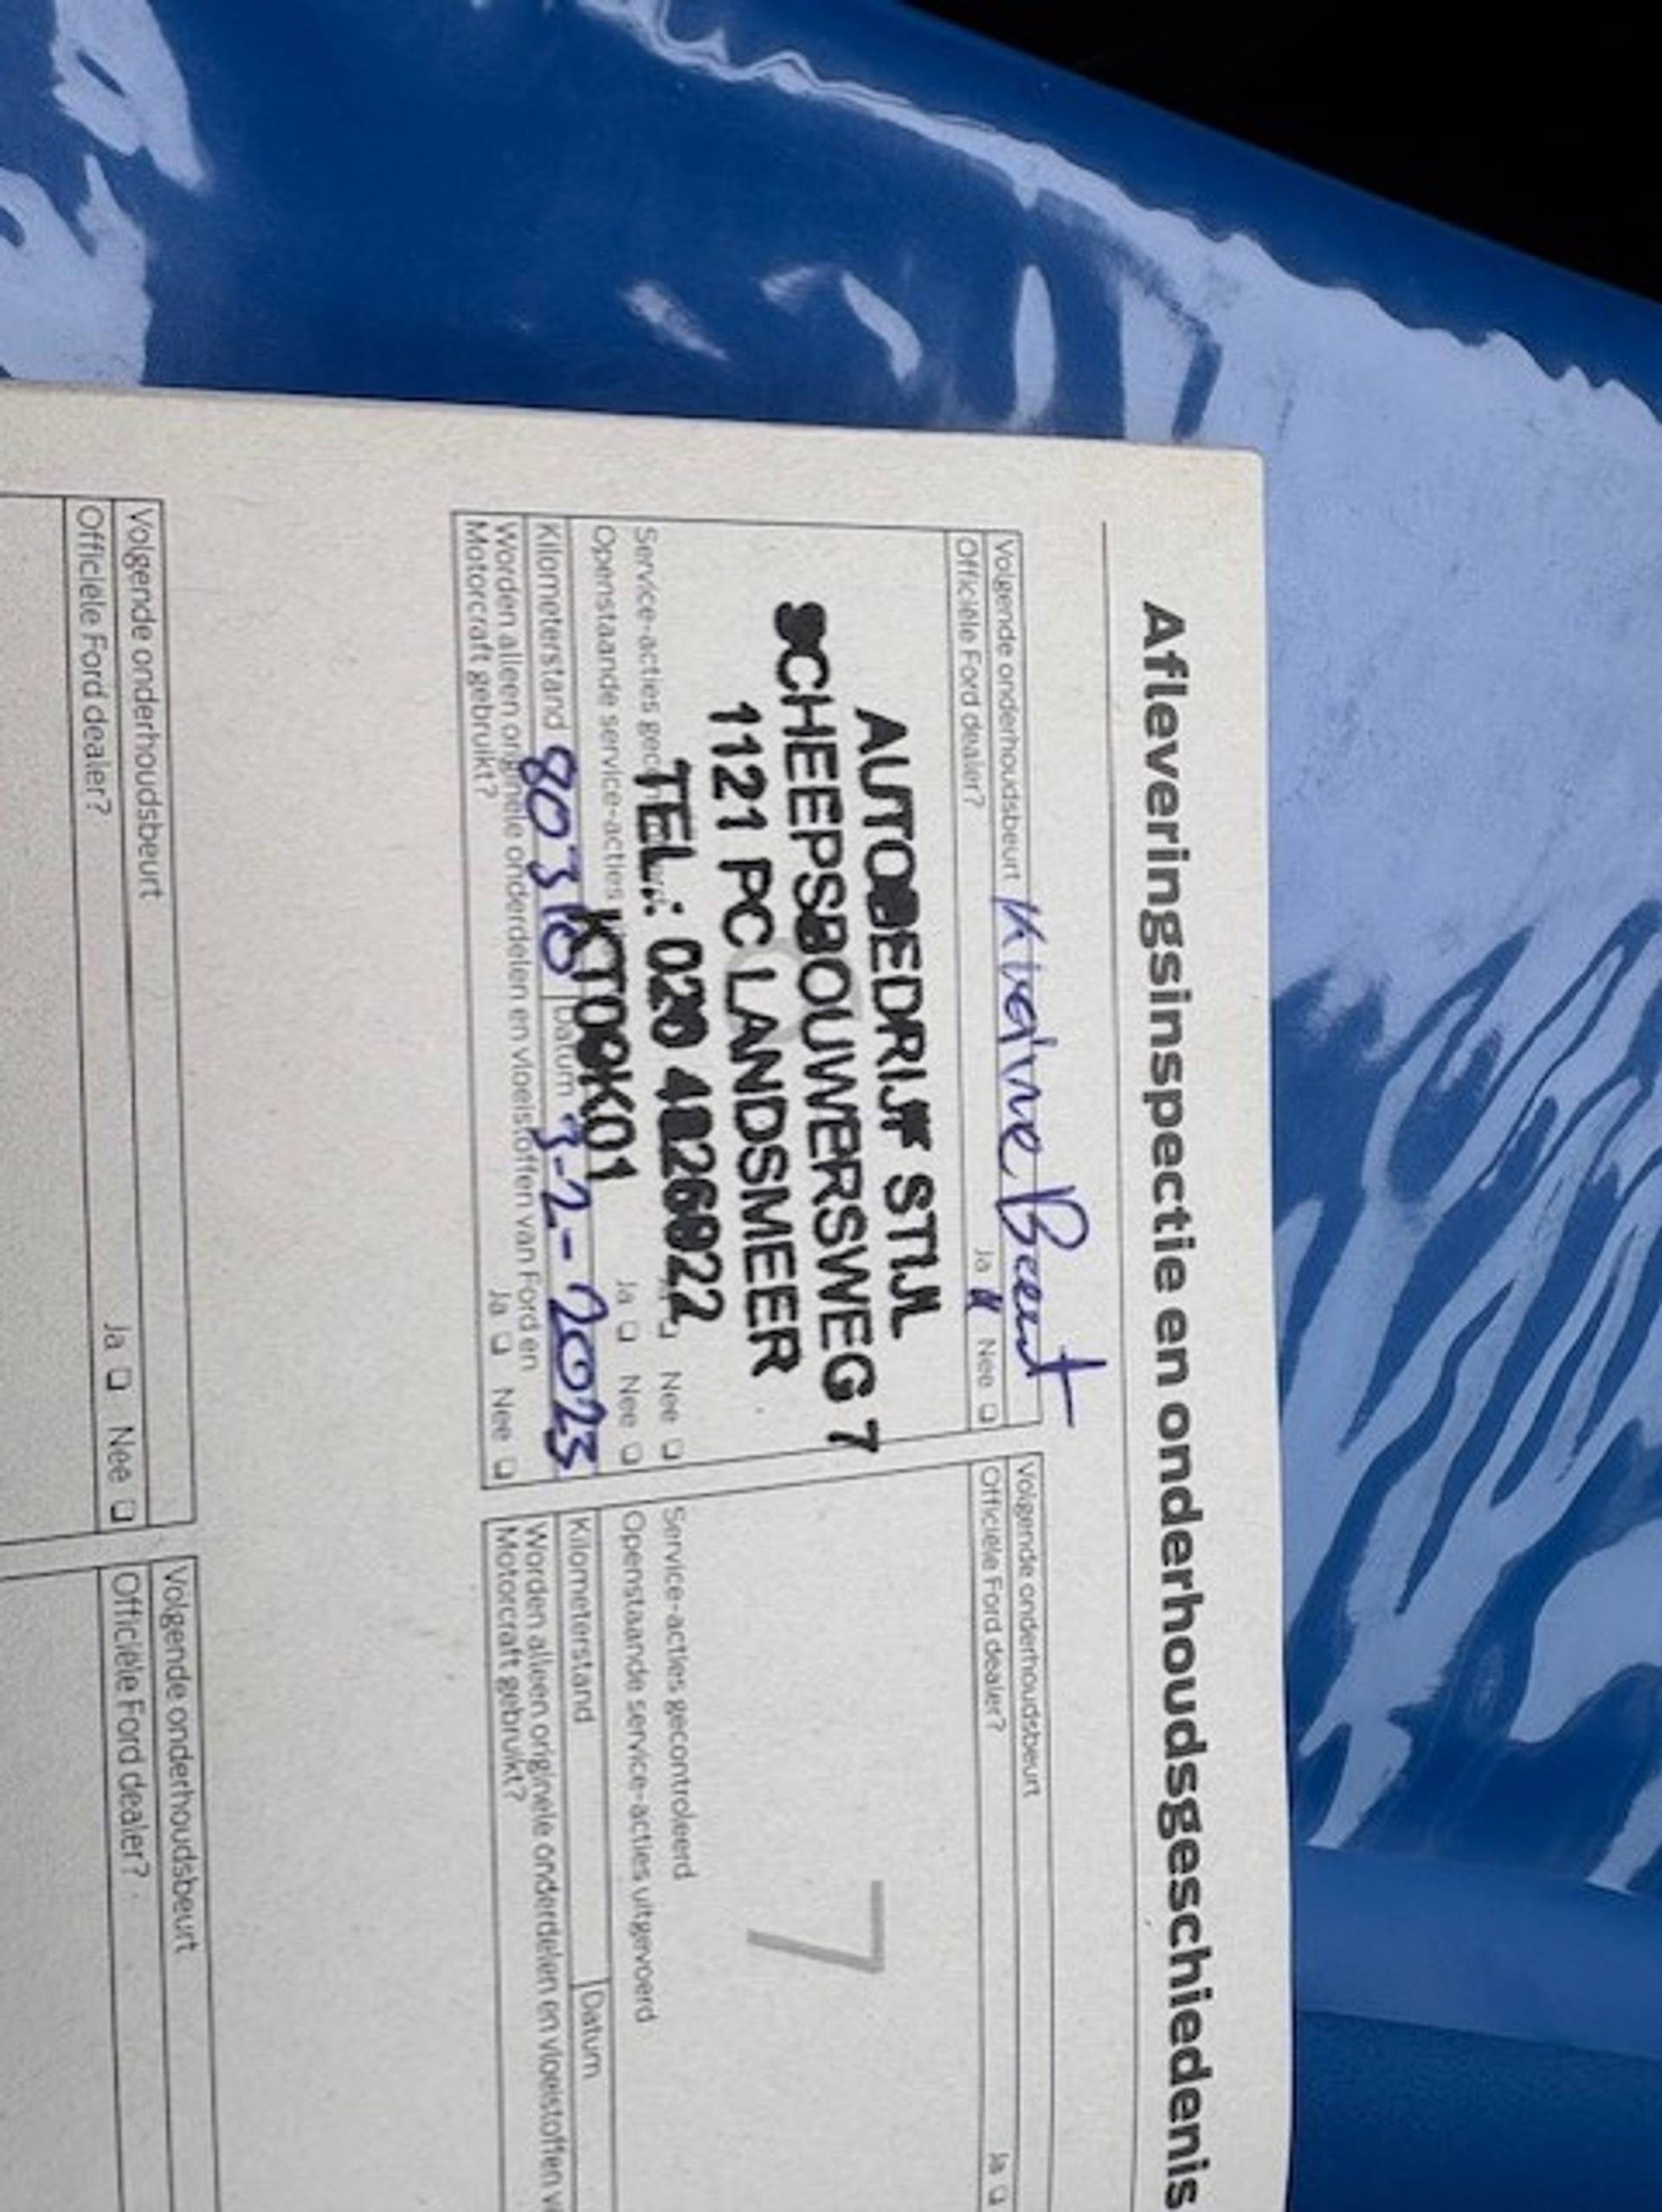 Afleveringsinspectie en onderhoudsgeschiedenis
Volgende onderhoudsbeurt Kleine Beurt
Officiële Ford dealer? Ja Nee ❏
AUTOBEDRIJF STIJL
SCHEEPSBOUWERSWEG 7
1121 PC LANDSMEER
TEL.: 020 4826822
KTOOK01
Service-acties Nee ❏
Openstaande service-acties Ja ❏ Nee ❏
Kilometerstand 80310 Datum 3-2-2023
Worden alleen originele onderdelen en vloeistoffen van Ford en
Motorcraft gebruikt? Ja ❏ Nee ❏
Volgende onderhoudsbeurt
Officiële Ford dealer? Ja ❏
7
Service-acties gecontroleerd
Openstaande service-acties uitgevoerd
Kilometerstand Datum
Worden alleen originele onderdelen en vloeistoffen v
Motorcraft gebruikt?
Volgende onderhoudsbeurt
Officiële Ford dealer? Ja ❏ Nee ❏
Volgende onderhoudsbeurt
Officiële Ford dealer?